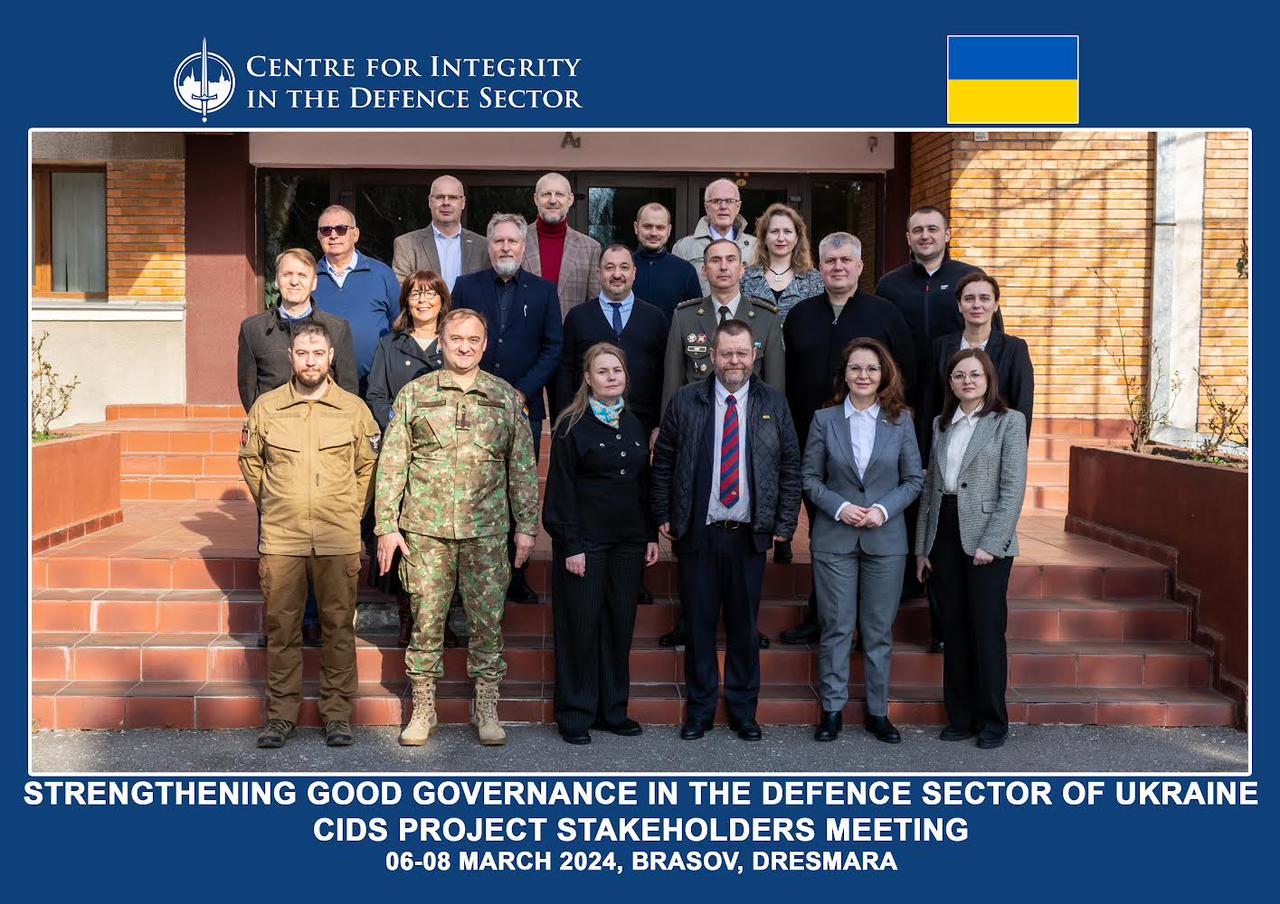 CENTRE FOR INTEGRITY
IN THE DEFENCE SECTOR
STRENGTHENING GOOD GOVERNANCE IN THE DEFENCE SECTOR OF UKRAINE
CIDS PROJECT STAKEHOLDERS MEETING
06-08 MARCH 2024, BRASOV, DRESMARA